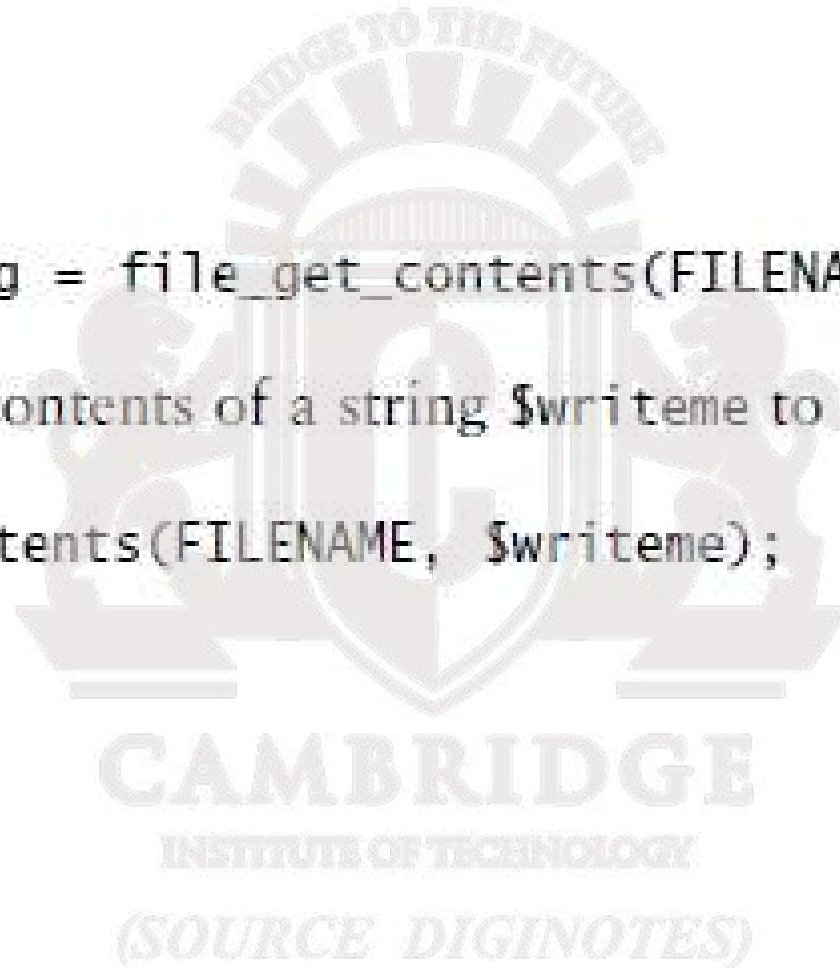 BRIDGE TO THE FUTURE
g = file_get_contents(FILENA
ontents of a string $writeme to
tents(FILENAME, $writeme);
C
CAMBRIDGE
INSTITUTE OF TECHNOLOGY
(SOURCE DIGINOTES)